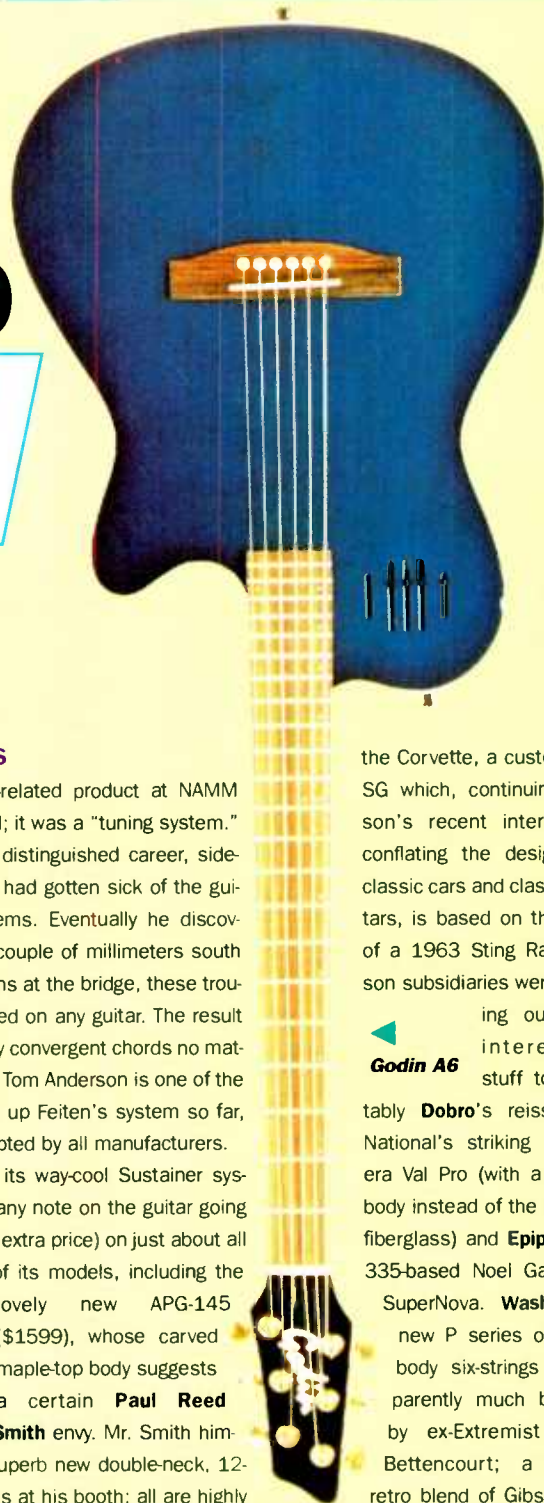 s
-related product at NAMM
l; it was a "tuning system."
distinguished career, side-
had gotten sick of the gui-
ems. Eventually he discov-
couple of millimeters south
ns at the bridge, these trou-
ed on any guitar. The result
y convergent chords no mat-
Tom Anderson is one of the
up Feiten's system so far,
pted by all manufacturers.
its way-cool Sustainer sys-
any note on the guitar going
extra price) on just about all
of its models, including the
lovely new APG-145
($1599), whose carved
maple-top body suggests
a certain Paul Reed
Smith envy. Mr. Smith him-
superb new double-neck, 12-
s at his booth; all are highly
the Corvette, a custo
SG which, continuin
son's recent inter
conflating the desig
classic cars and clas
tars, is based on th
of a 1963 Sting Ra
son subsidiaries wer
ing ou
intere
stuff to
tably Dobro's reiss
National's striking
era Val Pro (with a
body instead of the
fiberglass) and Epip
335-based Noel Ga
SuperNova. Wash
new P series o
body six-strings
parently much b
by ex-Extremist
Bettencourt; a
retro blend of Gibs
Godin A6